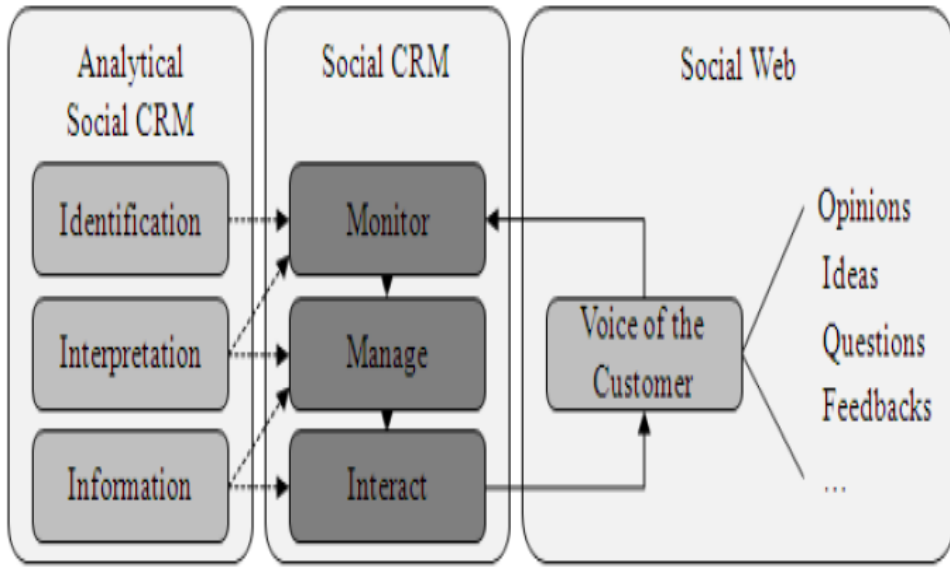 Analytical
Social CRM
Identification
Interpretation
Information
Social CRM
Monitor
Manage
Interact
Social Web
Voice of the
Customer
Opinions
Ideas
Questions
Feedbacks
...